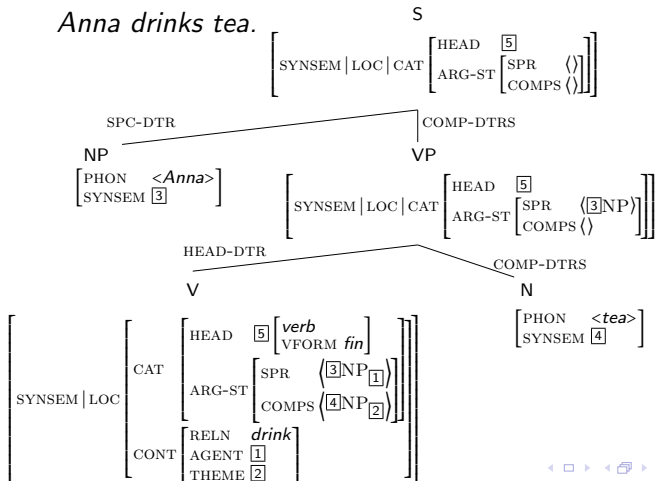 Anna drinks tea.
S
[SYNSEM|LOC|CAT [HEAD 5
ARG-ST [SPR ⟨⟩
COMPS ⟨⟩]]]
SPC-DTR COMP-DTRS
NP VP
[PHON <Anna>
SYNSEM 3]
[SYNSEM|LOC|CAT [HEAD 5
ARG-ST [SPR ⟨3NP⟩
COMPS ⟨⟩]]]
HEAD-DTR COMP-DTRS
V N
[PHON <tea>
SYNSEM 4]
[SYNSEM|LOC [CAT [HEAD 5 [verb
VFORM fin]
ARG-ST [SPR ⟨3NP1⟩
COMPS ⟨4NP2⟩]]
CONT [RELN drink
AGENT 1
THEME 2]]]